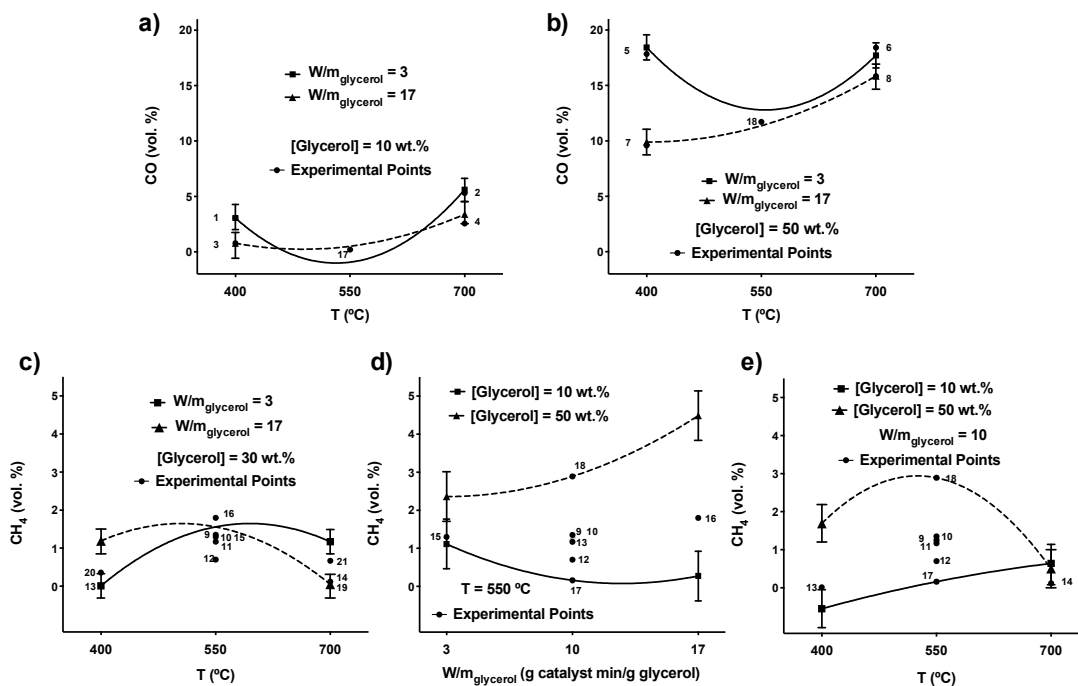 a)
20
15
10
5
0
CO (vol. %)
W/mglycerol = 3
W/mglycerol = 17
[Glycerol] = 10 wt.%
Experimental Points
1
3
17
2
4
400 550 700
T (ºC)
b)
20
15
10
5
0
CO (vol. %)
5
7
18
6
8
W/mglycerol = 3
W/mglycerol = 17
[Glycerol] = 50 wt.%
Experimental Points
400 550 700
T (ºC)
c)
5
4
3
2
1
0
CH4 (vol. %)
W/mglycerol = 3
W/mglycerol = 17
[Glycerol] = 30 wt.%
Experimental Points
16
9 10 15
11
12
20
13
21
14
19
400 550 700
T (ºC)
d)
5
4
3
2
1
0
CH4 (vol. %)
[Glycerol] = 10 wt.%
[Glycerol] = 50 wt.%
18
15
9 10
13
12
17
16
T = 550 ºC
Experimental Points
3 10 17
W/mglycerol (g catalyst min/g glycerol)
e)
5
4
3
2
1
0
CH4 (vol. %)
[Glycerol] = 10 wt.%
[Glycerol] = 50 wt.%
W/mglycerol = 10
Experimental Points
18
9 10
11
12
17
13
14
400 550 700
T (ºC)